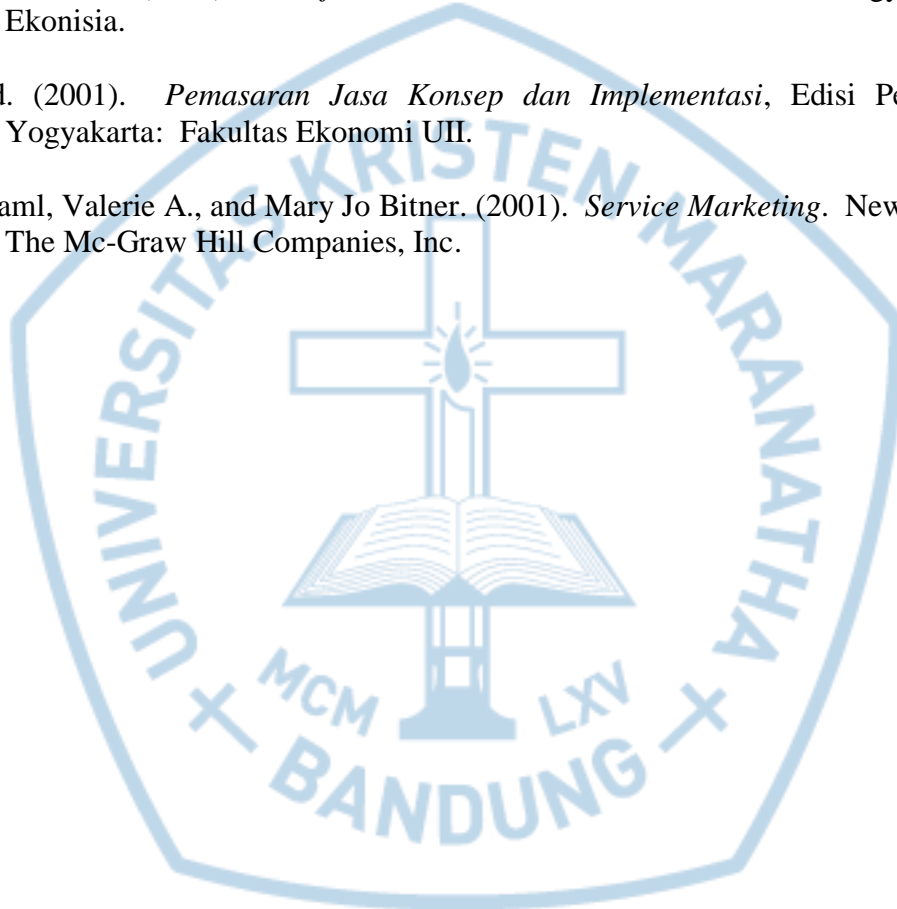 Ekonisia.
d. (2001). Pemasaran Jasa Konsep dan Implementasi, Edisi Pe
Yogyakarta: Fakultas Ekonomi UII.
aml, Valerie A., and Mary Jo Bitner. (2001). Service Marketing. New
The Mc-Graw Hill Companies, Inc.
UNIVERSITAS KRISTEN MARANATHA
MCM LXV
BANDUNG